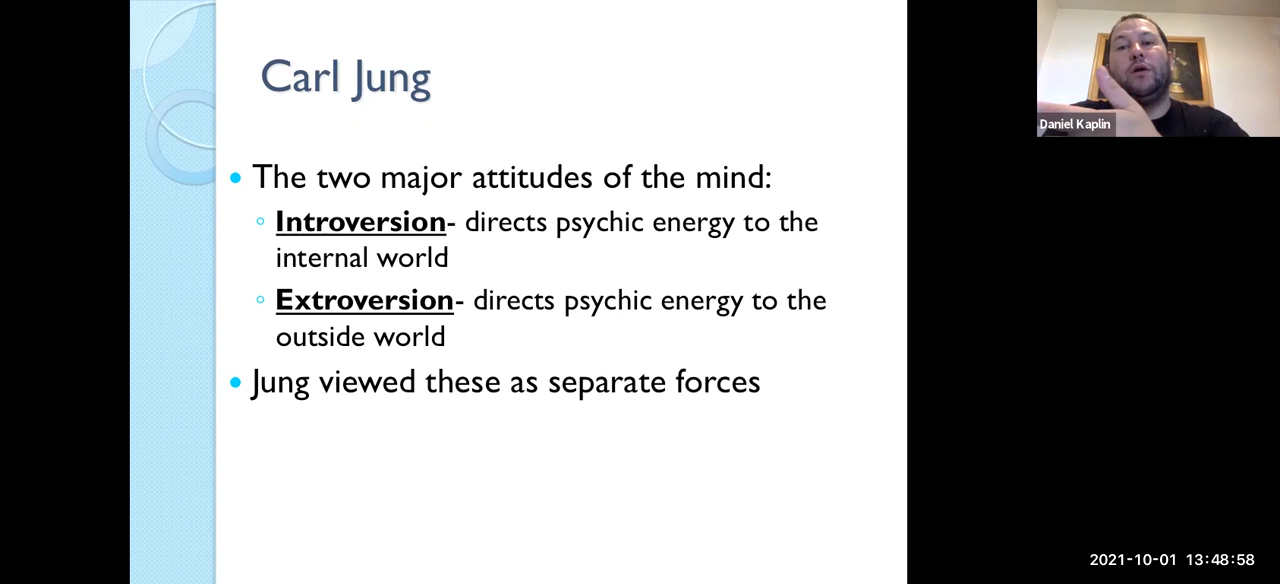 Carl Jung
• The two major attitudes of the mind:
◦ Introversion- directs psychic energy to the
internal world
◦ Extroversion- directs psychic energy to the
outside world
• Jung viewed these as separate forces
Daniel Kaplin
2021-10-01 13:48:58